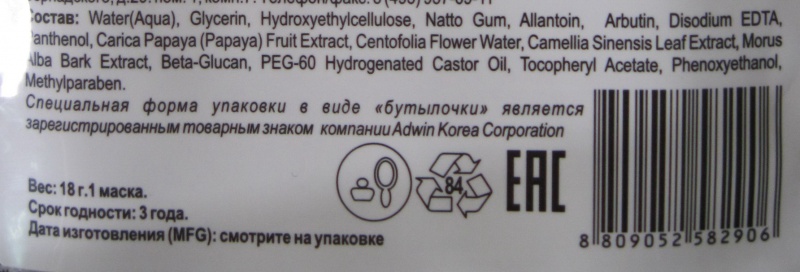 Состав: Water(Aqua), Glycerin, Hydroxyethylcellulose, Natto Gum, Allantoin, Arbutin, Disodium EDTA,
Panthenol, Carica Papaya (Papaya) Fruit Extract, Centofolia Flower Water, Camellia Sinensis Leaf Extract, Morus
Alba Bark Extract, Beta-Glucan, PEG-60 Hydrogenated Castor Oil, Tocopheryl Acetate, Phenoxyethanol,
Methylparaben.
Специальная форма упаковки в виде «бутылочки» является
зарегистрированным товарным знаком компании Adwin Korea Corporation
84
EAC
Вес: 18 г.1 маска.
Срок годности: 3 года.
Дата изготовления (MFG): смотрите на упаковке
8 809052 582906